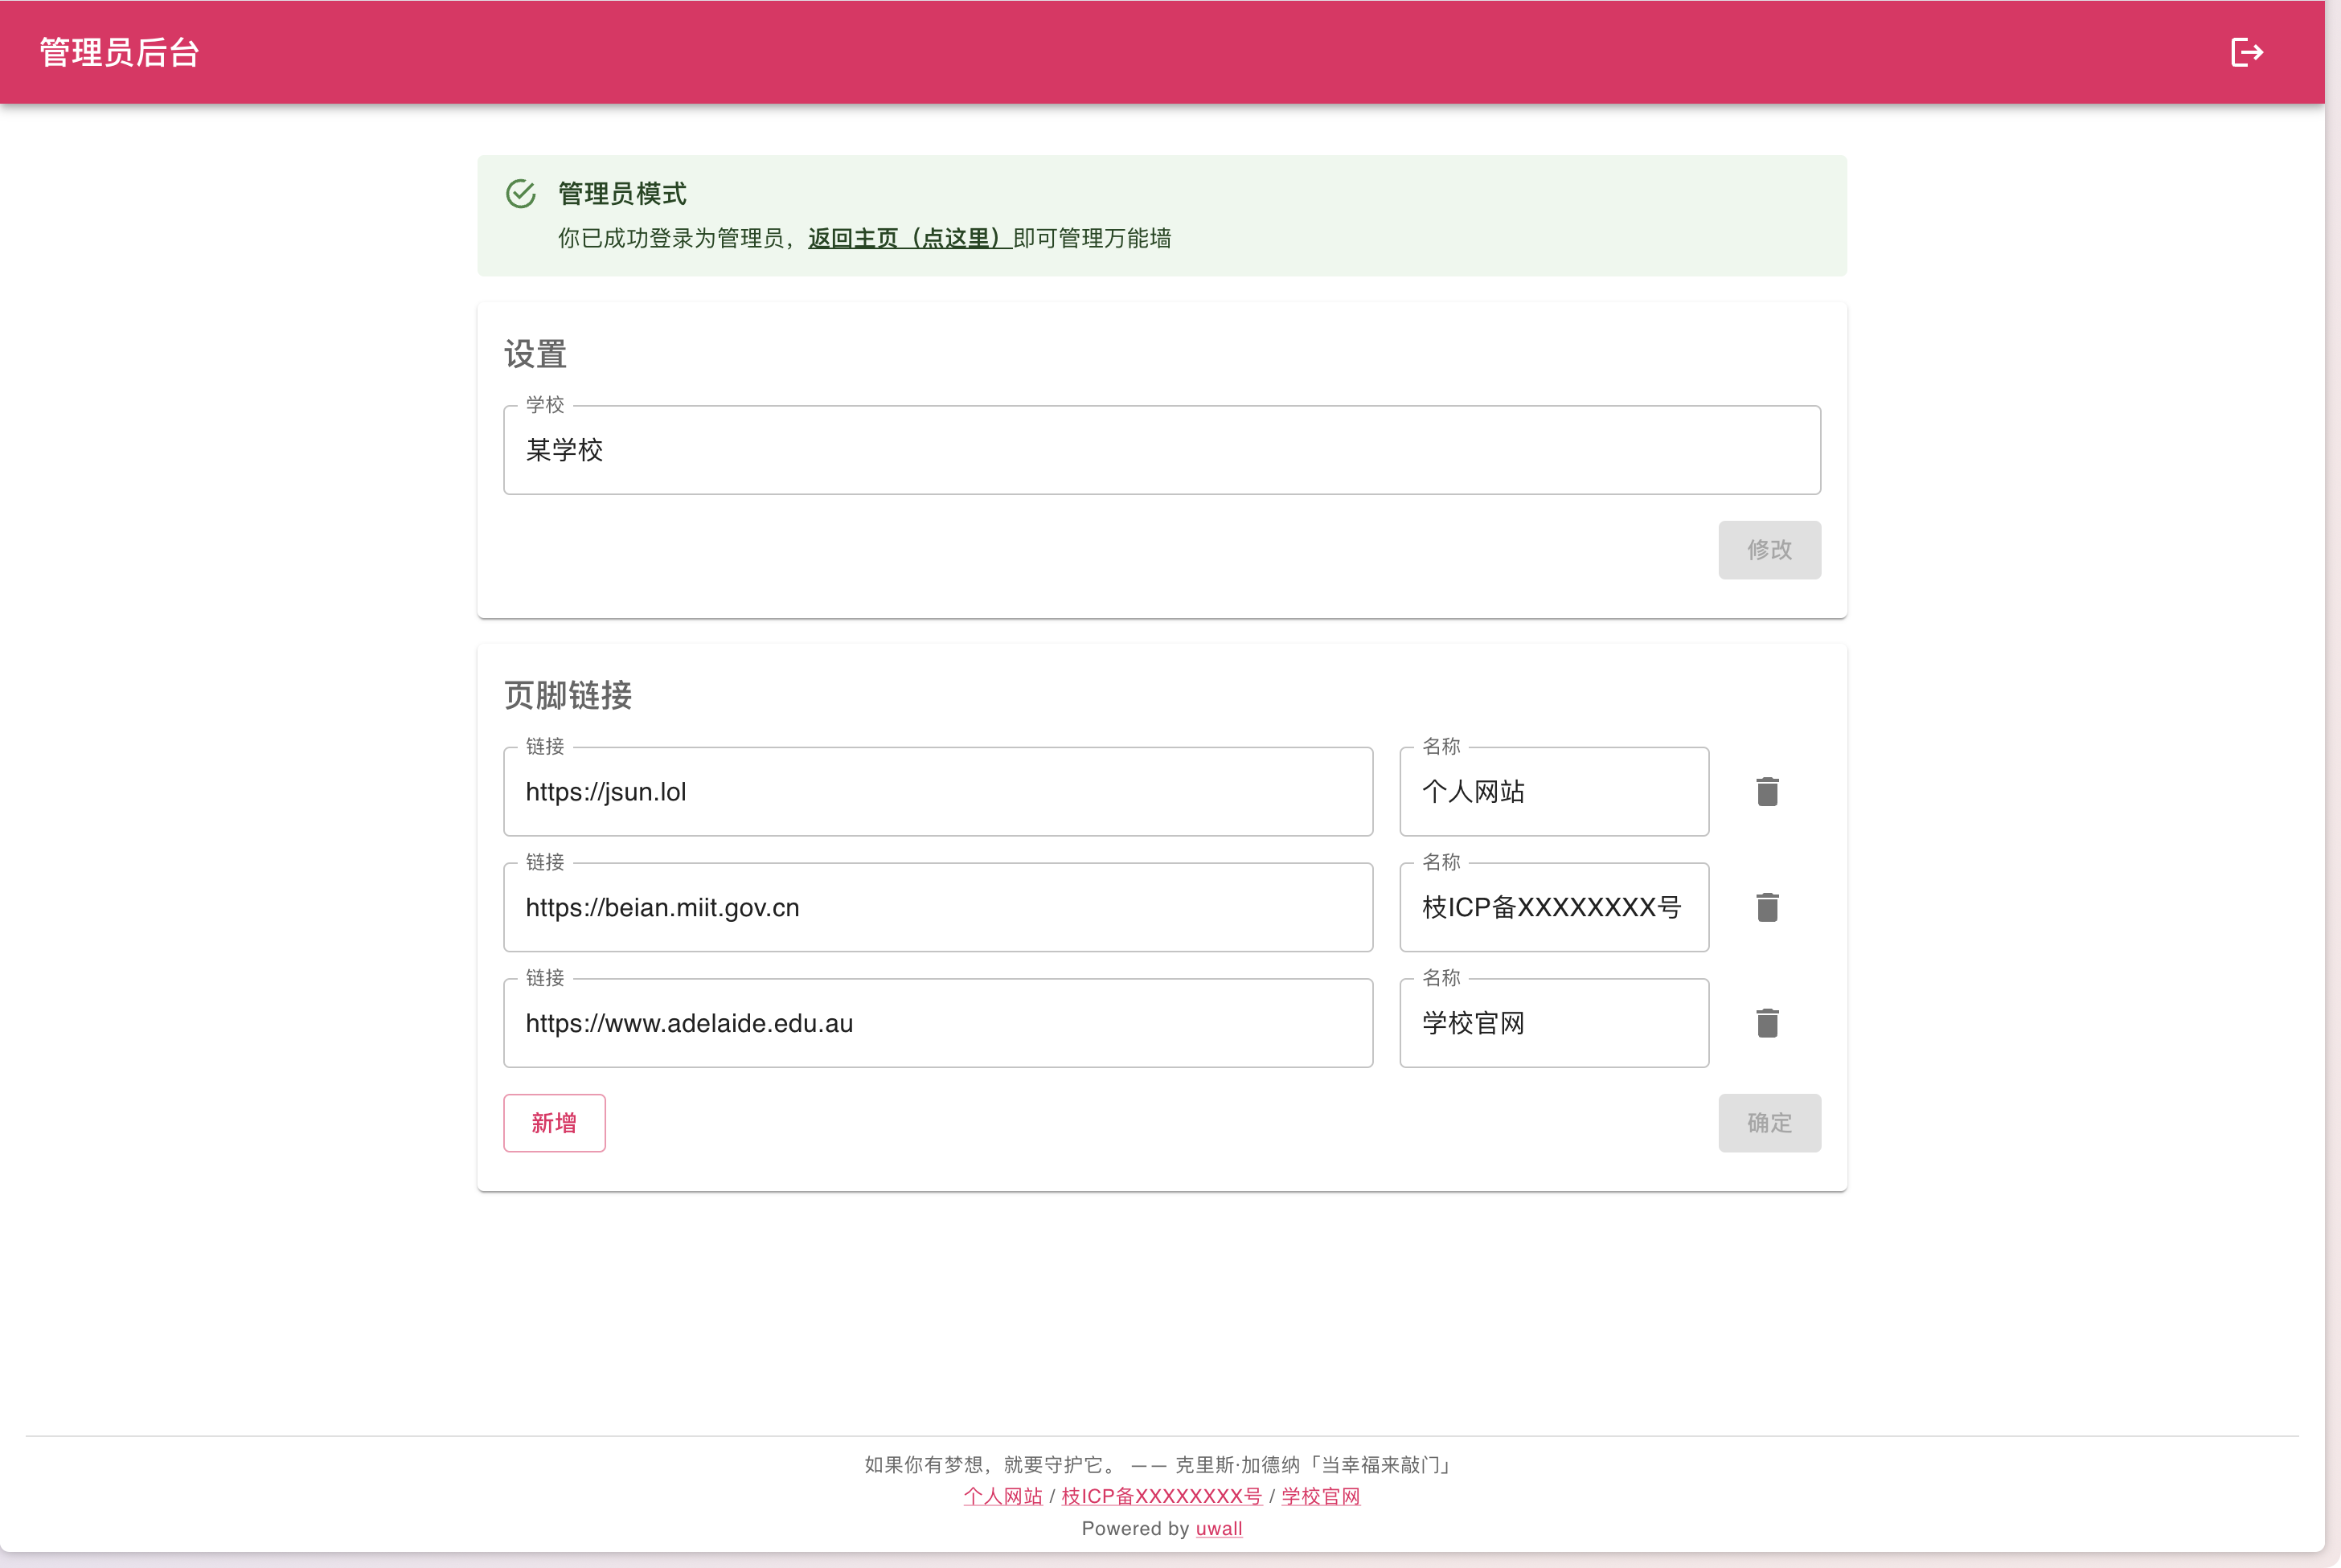 管理员后台
管理员模式
你已成功登录为管理员，返回主页（点这里）即可管理万能墙
设置
学校
某学校
修改
页脚链接
链接 名称
https://jsun.lol 个人网站
链接 名称
https://beian.miit.gov.cn 枝ICP备XXXXXXXX号
链接 名称
https://www.adelaide.edu.au 学校官网
新增 确定
如果你有梦想，就要守护它。 —— 克里斯·加德纳「当幸福来敲门」
个人网站 / 枝ICP备XXXXXXXX号 / 学校官网
Powered by uwall